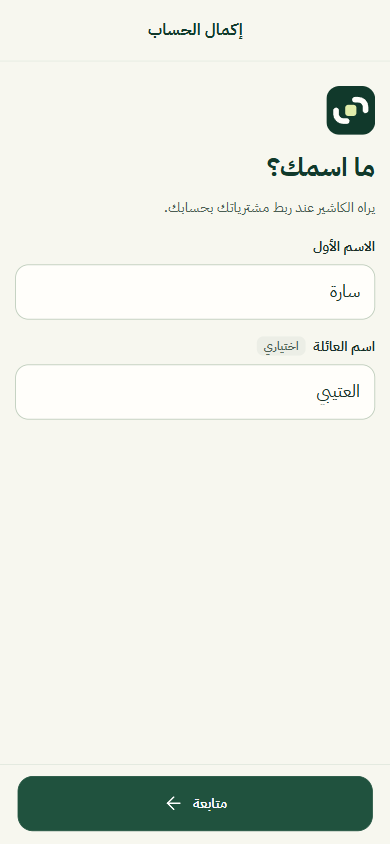 إكمال الحساب
ما اسمك؟
يراه الكاشير عند ربط مشترياتك بحسابك.
الاسم الأول
سارة
اسم العائلة اختياري
العتيبي
متابعة